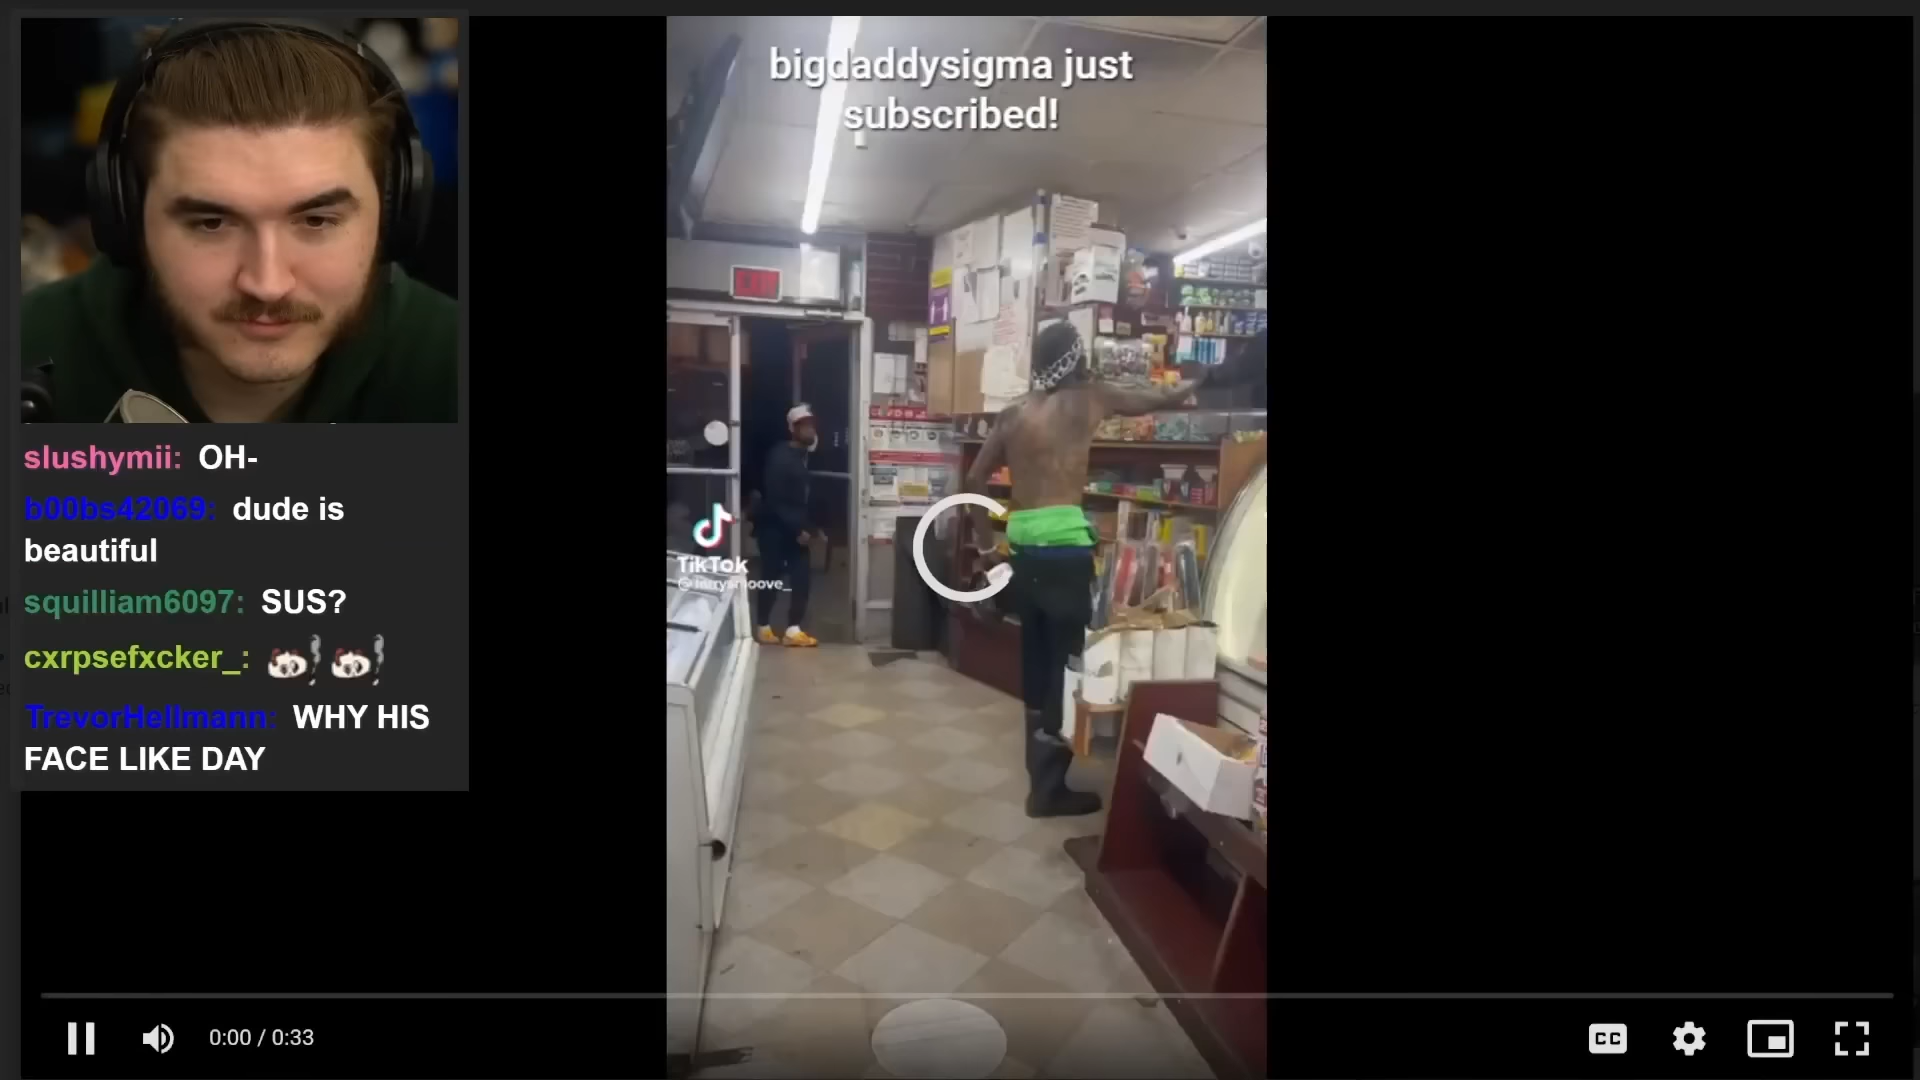 bigdaddysigma just
subscribed!
EXIT
slushymii: OH-
b00bs42069: dude is
beautiful
squilliam6097: SUS?
cxrpsefxcker_:
TrevorHellmann: WHY HIS
FACE LIKE DAY
TikTok
0:00 / 0:33
CC